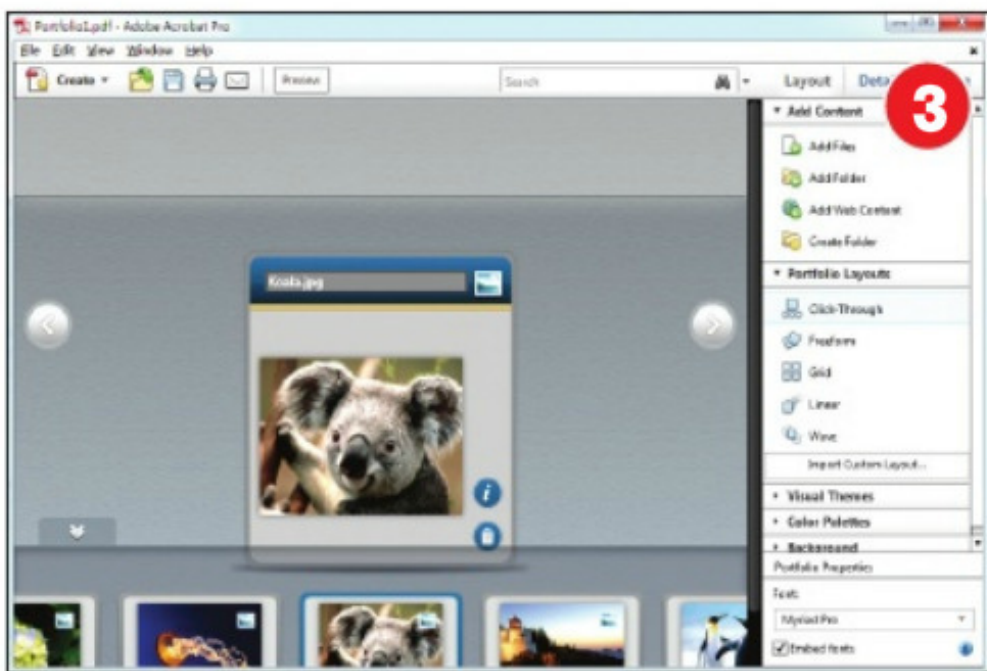 Portfolio1.pdf - Adobe Acrobat Pro
File Edit View Window Help
Create Preview Search Layout
3
Add Content
Add Files
Add Folder
Add Web Content
Create Folder
Koala.jpg
Portfolio Layouts
Click-Through
Freeform
Grid
Linear
Wave
Import Custom Layout...
Visual Themes
Color Palettes
Background
Portfolio Properties
Font:
Myriad Pro
Embed fonts